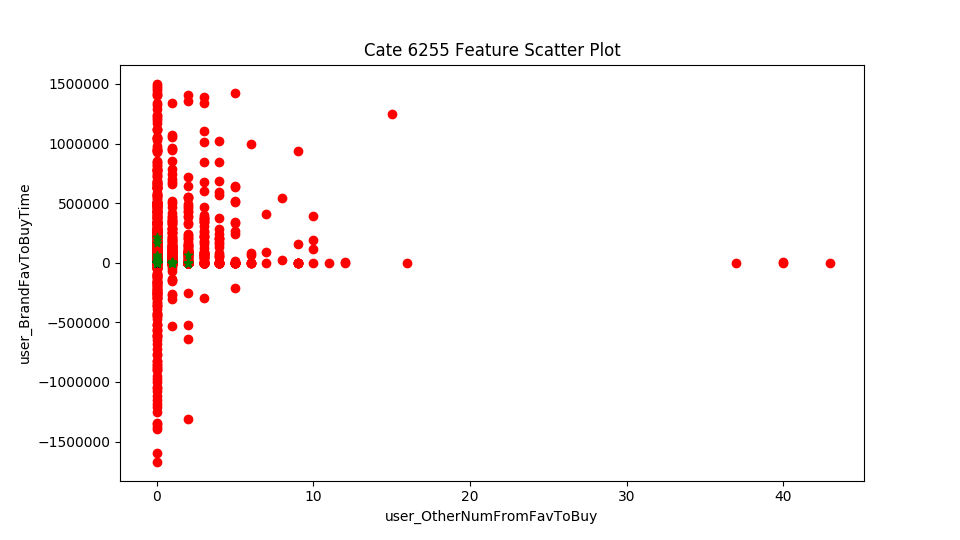 Cate 6255 Feature Scatter Plot
1500000
1000000
500000
0
−500000
−1000000
−1500000
user_BrandFavToBuyTime
0 10 20 30 40
user_OtherNumFromFavToBuy